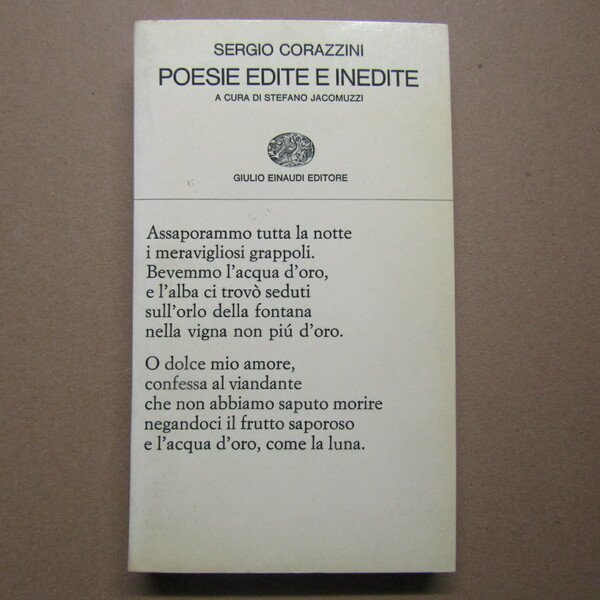 SERGIO CORAZZINI
POESIE EDITE E INEDITE
A CURA DI STEFANO JACOMUZZI
GIULIO EINAUDI EDITORE
Assaporammo tutta la notte
i meravigliosi grappoli.
Bevemmo l'acqua d'oro,
e l'alba ci trovò seduti
sull'orlo della fontana
nella vigna non piú d'oro.
O dolce mio amore,
confessa al viandante
che non abbiamo saputo morire
negandoci il frutto saporoso
e l'acqua d'oro, come la luna.